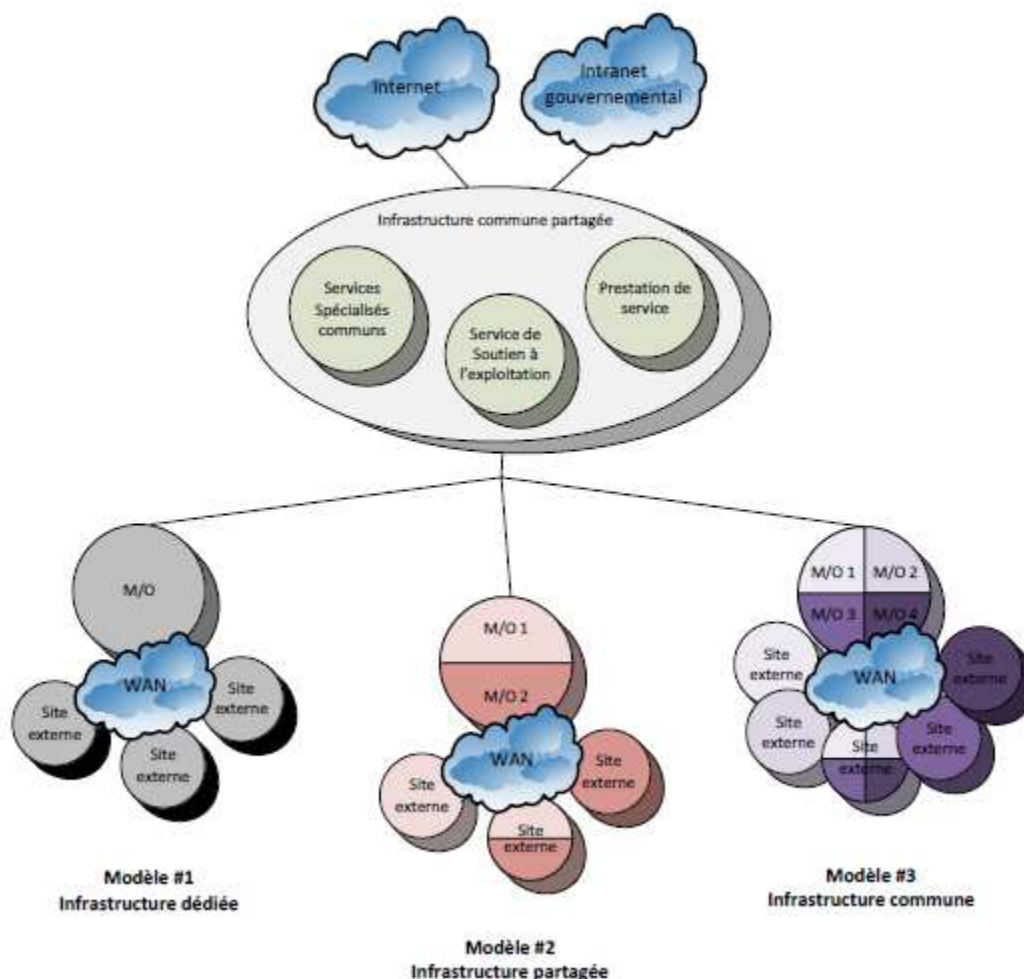 Internet
Intranet
gouvernemental
Infrastructure commune partagée
Services
Spécialisés
communs
Prestation de
service
Service de
Soutien à
l'exploitation
M/O
WAN
Site
externe
Site
externe
Site
externe
Modèle #1
Infrastructure dédiée
M/O 1
M/O 2
WAN
Site
externe
Site
externe
Site
externe
Modèle #2
Infrastructure partagée
M/O 1
M/O 2
M/O 3
M/O 4
WAN
Site
externe
Site
externe
Site
externe
Site
externe
Site
externe
Modèle #3
Infrastructure commune